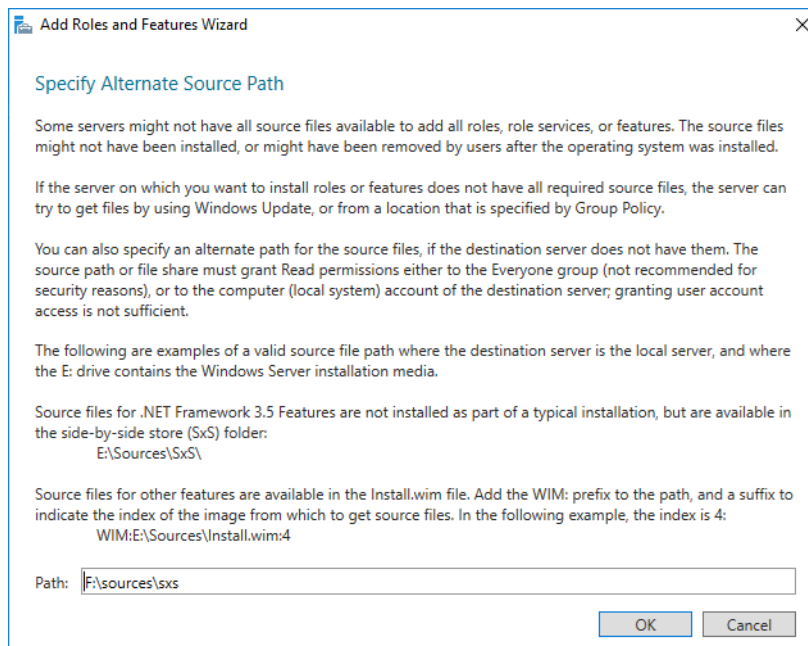 Add Roles and Features Wizard
Specify Alternate Source Path
Some servers might not have all source files available to add all roles, role services, or features. The source files
might not have been installed, or might have been removed by users after the operating system was installed.
If the server on which you want to install roles or features does not have all required source files, the server can
try to get files by using Windows Update, or from a location that is specified by Group Policy.
You can also specify an alternate path for the source files, if the destination server does not have them. The
source path or file share must grant Read permissions either to the Everyone group (not recommended for
security reasons), or to the computer (local system) account of the destination server; granting user account
access is not sufficient.
The following are examples of a valid source file path where the destination server is the local server, and where
the E: drive contains the Windows Server installation media.
Source files for .NET Framework 3.5 Features are not installed as part of a typical installation, but are available in
the side-by-side store (SxS) folder:
E:\Sources\SxS\
Source files for other features are available in the Install.wim file. Add the WIM: prefix to the path, and a suffix to
indicate the index of the image from which to get source files. In the following example, the index is 4:
WIM:E:\Sources\Install.wim:4
Path: F:\sources\sxs
OK Cancel